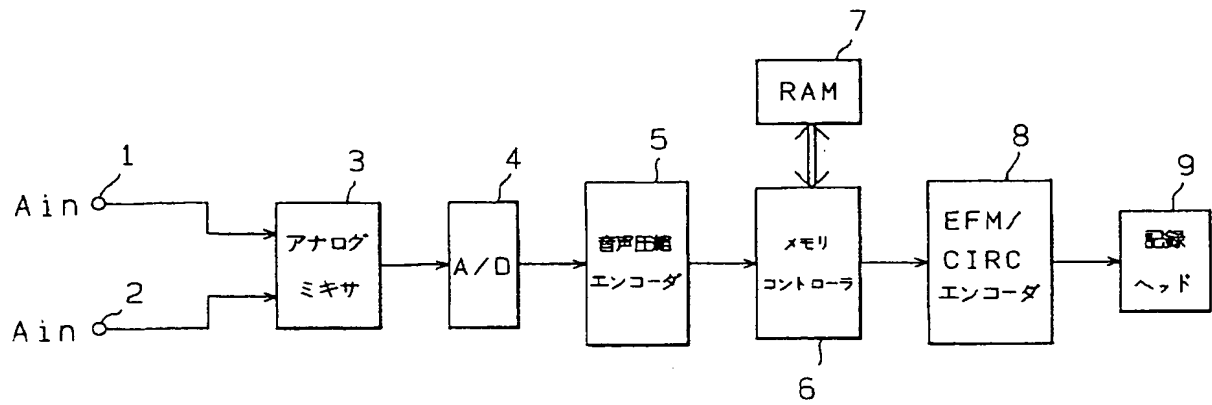 7
RAM
1
Ain
3
アナログ
ミキサ
4
A/D
5
音声圧縮
エンコーダ
メモリ
コントローラ
6
8
EFM/
CIRC
エンコーダ
9
記録
ヘッド
2
Ain